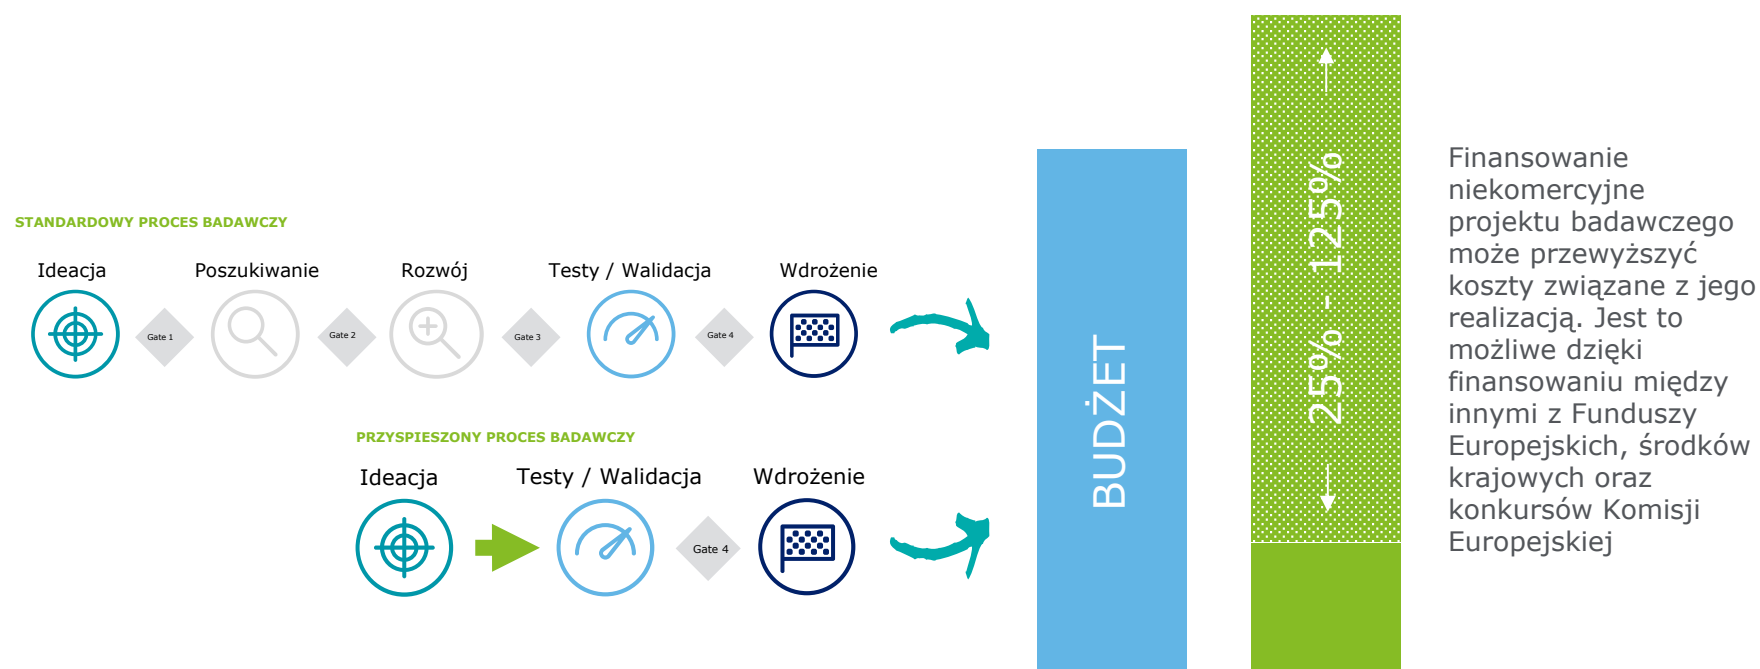 STANDARDOWY PROCES BADAWCZY
Ideacja
Poszukiwanie
Rozwój
Testy / Walidacja
Wdrożenie
Gate 1
Gate 2
Gate 3
Gate 4
PRZYSPIESZONY PROCES BADAWCZY
Ideacja
Testy / Walidacja
Wdrożenie
Gate 4
BUDŻET
25% - 125%
Finansowanie
niekomercyjne
projektu badawczego
może przewyższyć
koszty związane z jego
realizacją. Jest to
możliwe dzięki
finansowaniu między
innymi z Funduszy
Europejskich, środków
krajowych oraz
konkursów Komisji
Europejskiej